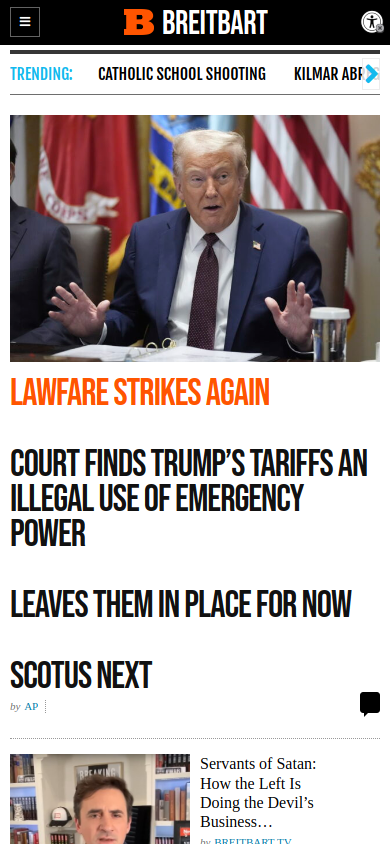 BREITBART
TRENDING: CATHOLIC SCHOOL SHOOTING KILMAR
LAWFARE STRIKES AGAIN
COURT FINDS TRUMP’S TARIFFS AN
ILLEGAL USE OF EMERGENCY
POWER
LEAVES THEM IN PLACE FOR NOW
SCOTUS NEXT
by AP
Servants of Satan:
How the Left Is
Doing the Devil’s
Business…
by BREITBART TV